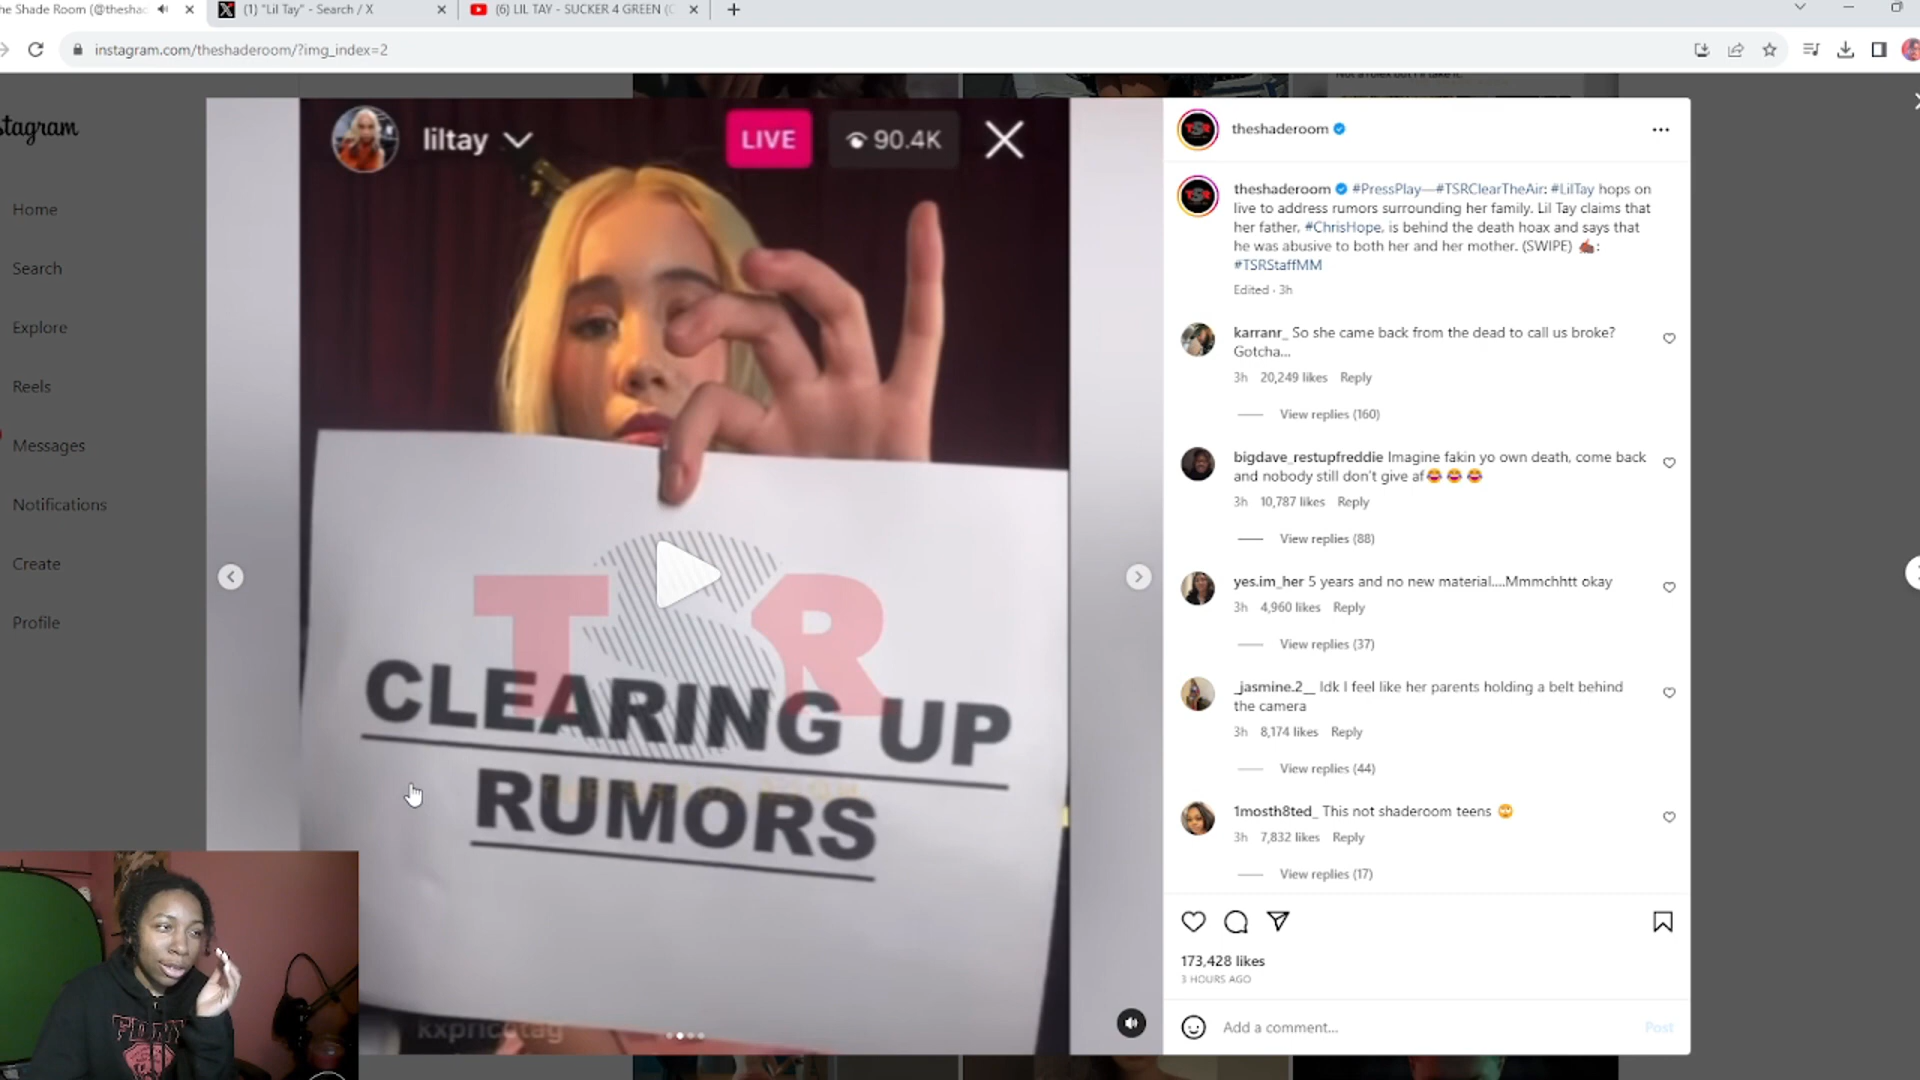 he Shade Room (@thesha
(1) "Lil Tay" - Search / X
(6) LIL TAY - SUCKER 4 GREEN (
instagram.com/theshaderoom/?img_index=2
Not a rolex but I'll take it.
stagram
Home
Search
Explore
Reels
Messages
Notifications
Create
Profile
liltay
LIVE
90.4K
TSR
CLEARING UP
RUMORS
kxpricetag
theshaderoom
theshaderoom #PressPlay—#TSRClearTheAir: #LilTay hops on
live to address rumors surrounding her family. Lil Tay claims that
her father, #ChrisHope, is behind the death hoax and says that
he was abusive to both her and her mother. (SWIPE) ✍🏾:
#TSRStaffMM
Edited · 3h
karranr_ So she came back from the dead to call us broke?
Gotcha...
3h 20,249 likes Reply
View replies (160)
bigdave_restupfreddie Imagine fakin yo own death, come back
and nobody still don't give af😂 😂 😂
3h 10,787 likes Reply
View replies (88)
yes.im_her 5 years and no new material....Mmmchhtt okay
3h 4,960 likes Reply
View replies (37)
_jasmine.2__ Idk I feel like her parents holding a belt behind
the camera
3h 8,174 likes Reply
View replies (44)
1mosth8ted_ This not shaderoom teens 🙄
3h 7,832 likes Reply
View replies (17)
173,428 likes
3 HOURS AGO
Add a comment...
Post